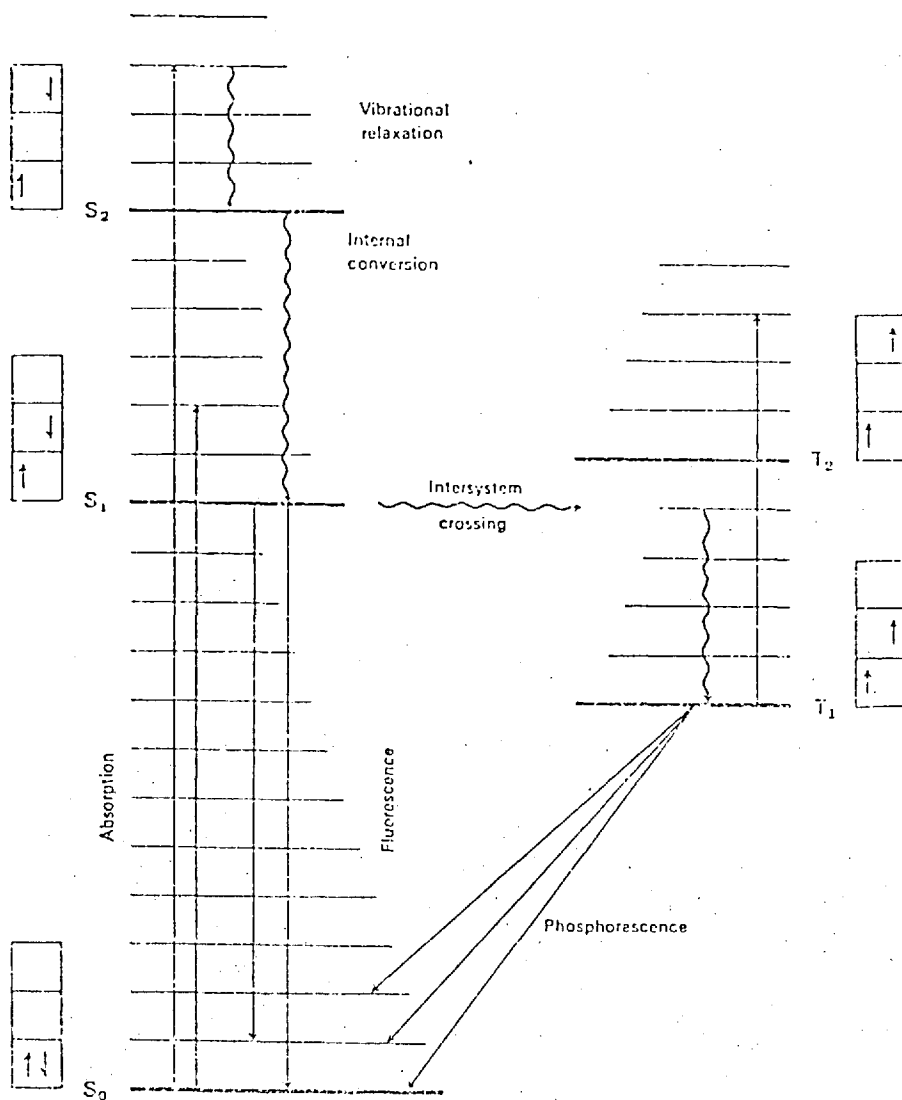 Vibrational
relaxation
S₂
Internal
conversion
T₂
S₁
Intersystem
crossing
T₁
Absorption
Fluorescence
Phosphorescence
S₀